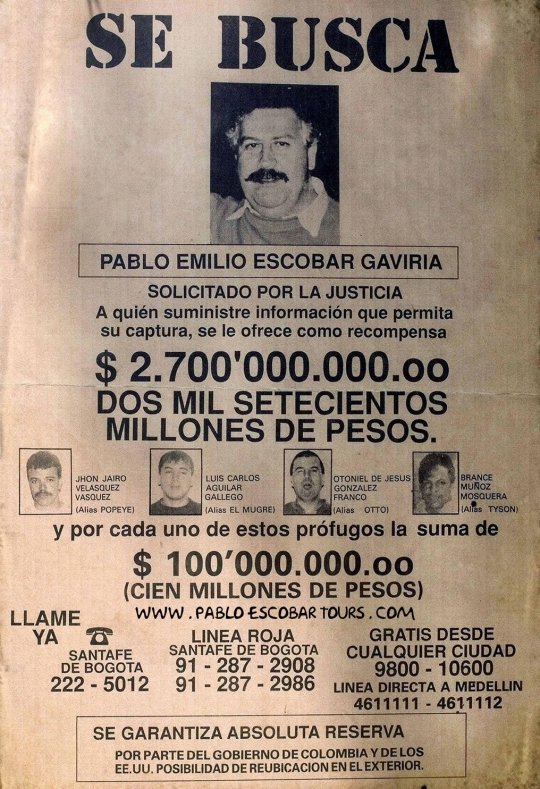 SE BUSCA
PABLO EMILIO ESCOBAR GAVIRIA
SOLICITADO POR LA JUSTICIA
A quién suministre información que permita
su captura, se le ofrece como recompensa
$ 2.700'000.000.oo
DOS MIL SETECIENTOS
MILLONES DE PESOS.
JHON JAIRO
VELASQUEZ
VASQUEZ
(Alias POPEYE)
LUIS CARLOS
AGUILAR
GALLEGO
(Alias EL MUGRE)
OTONIEL DE JESUS
GONZALEZ
FRANCO
(Alias OTTO)
BRANCE
MUÑOZ
MOSQUERA
(Alias TYSON)
y por cada uno de estos prófugos la suma de
$ 100'000.000.oo
(CIEN MILLONES DE PESOS)
WWW.PABLOESCOBARTOURS.COM
LLAME
YA
SANTAFE
DE BOGOTA
222 - 5012
LINEA ROJA
SANTAFE DE BOGOTA
91 - 287 - 2908
91 - 287 - 2986
GRATIS DESDE
CUALQUIER CIUDAD
9800 - 10600
LINEA DIRECTA A MEDELLIN
4611111 - 4611112
SE GARANTIZA ABSOLUTA RESERVA
POR PARTE DEL GOBIERNO DE COLOMBIA Y DE LOS
EE.UU. POSIBILIDAD DE REUBICACION EN EL EXTERIOR.